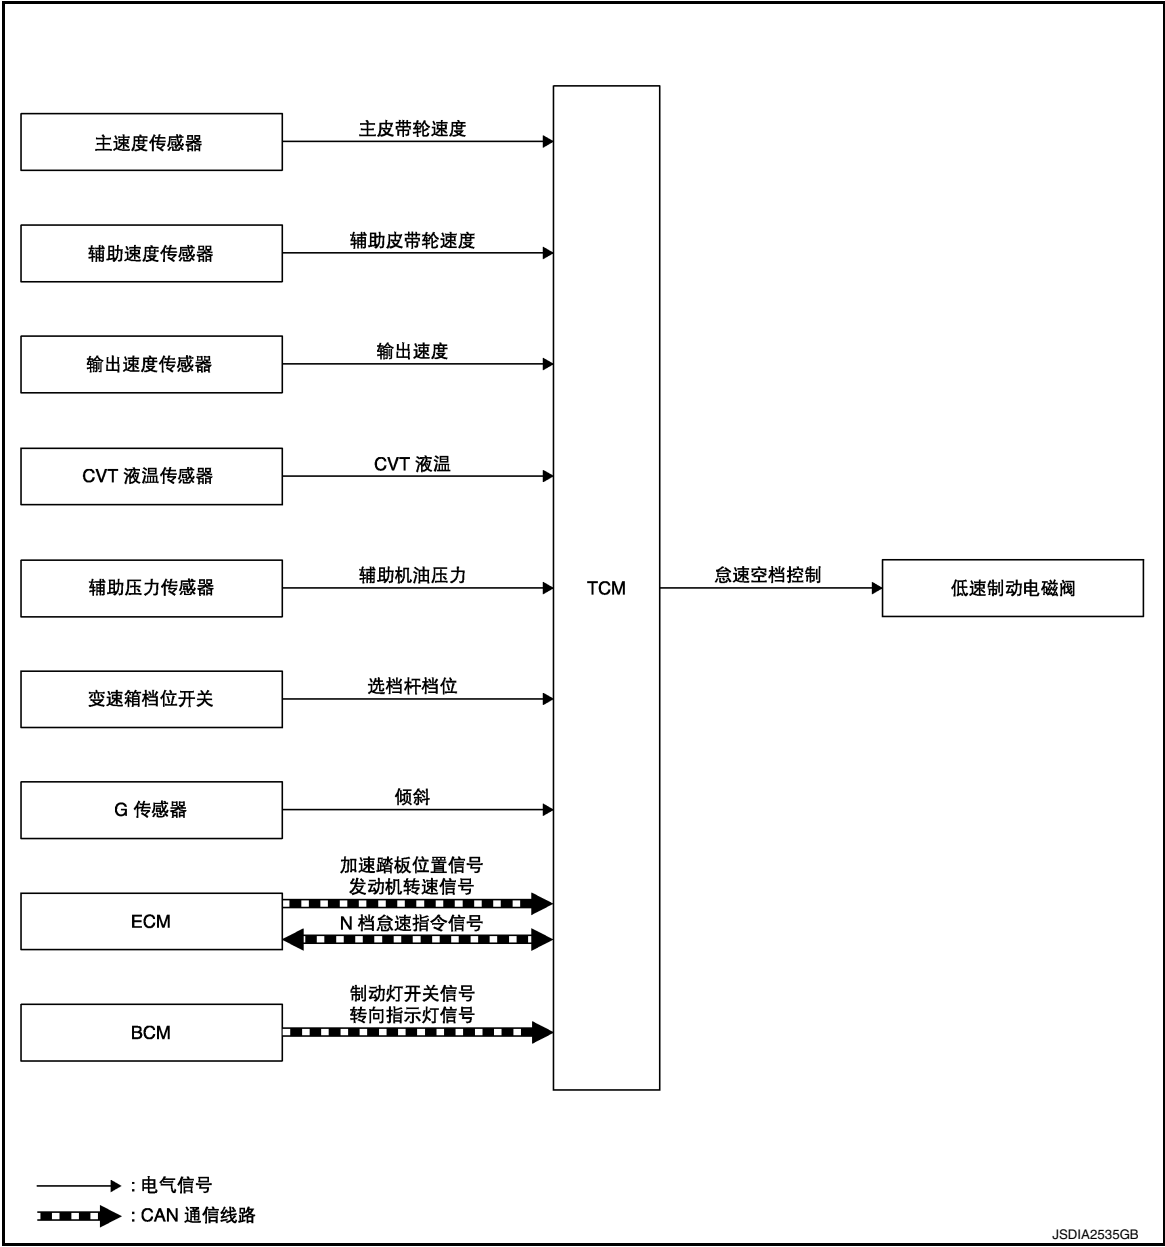 主速度传感器
主皮带轮速度
辅助速度传感器
辅助皮带轮速度
输出速度传感器
输出速度
CVT 液温传感器
CVT 液温
辅助压力传感器
辅助机油压力
TCM
怠速空档控制
低速制动电磁阀
变速箱档位开关
选档杆档位
G 传感器
倾斜
ECM
加速踏板位置信号
发动机转速信号
N 档怠速指令信号
BCM
制动灯开关信号
转向指示灯信号
: 电气信号
: CAN 通信线路
JSDIA2535GB